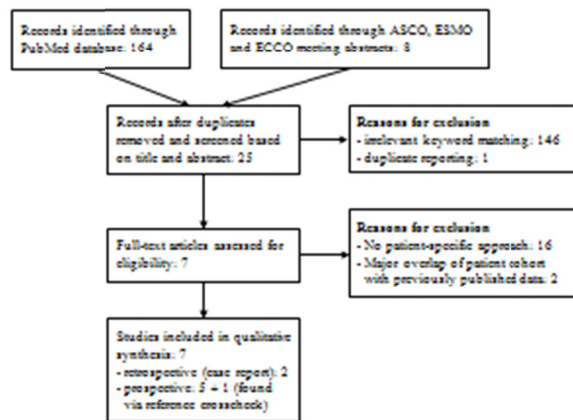 Records identified through
PubMed database: 164
Records identified through ASCO, ESMO
and ECCO meeting abstracts: 8
Records after duplicates
removed and screened based
on title and abstract: 25
Reasons for exclusion
- irrelevant keyword matching: 146
- duplicate reporting: 1
Full-text articles assessed for
eligibility: 7
Reasons for exclusion
- No patient-specific approach: 16
- Major overlap of patient cohort
with previously published data: 2
Studies included in qualitative
synthesis: 7
- retrospective (case report): 2
- prospective: 5 + 1 (found
via reference crosscheck)